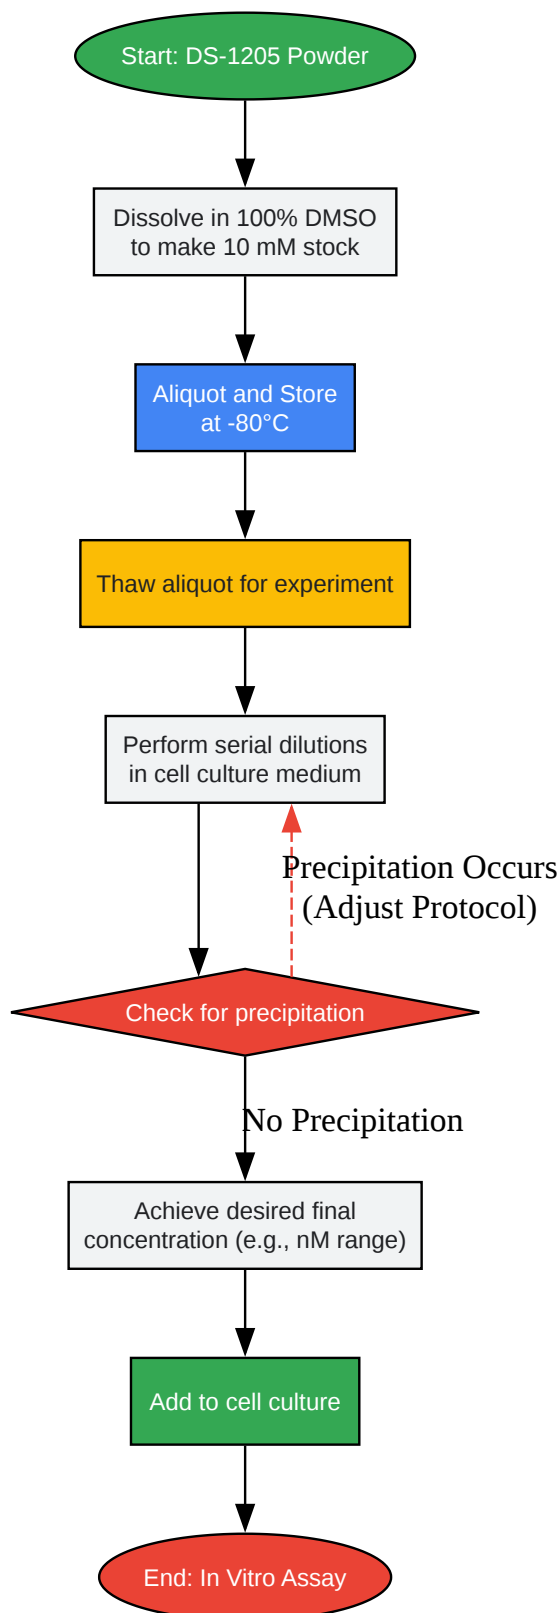 Start: DS-1205 Powder
Dissolve in 100% DMSO
to make 10 mM stock
Aliquot and Store
at -80°C
Thaw aliquot for experiment
Perform serial dilutions
in cell culture medium
Precipitation Occurs
(Adjust Protocol)
Check for precipitation
No Precipitation
Achieve desired final
concentration (e.g., nM range)
Add to cell culture
End: In Vitro Assay